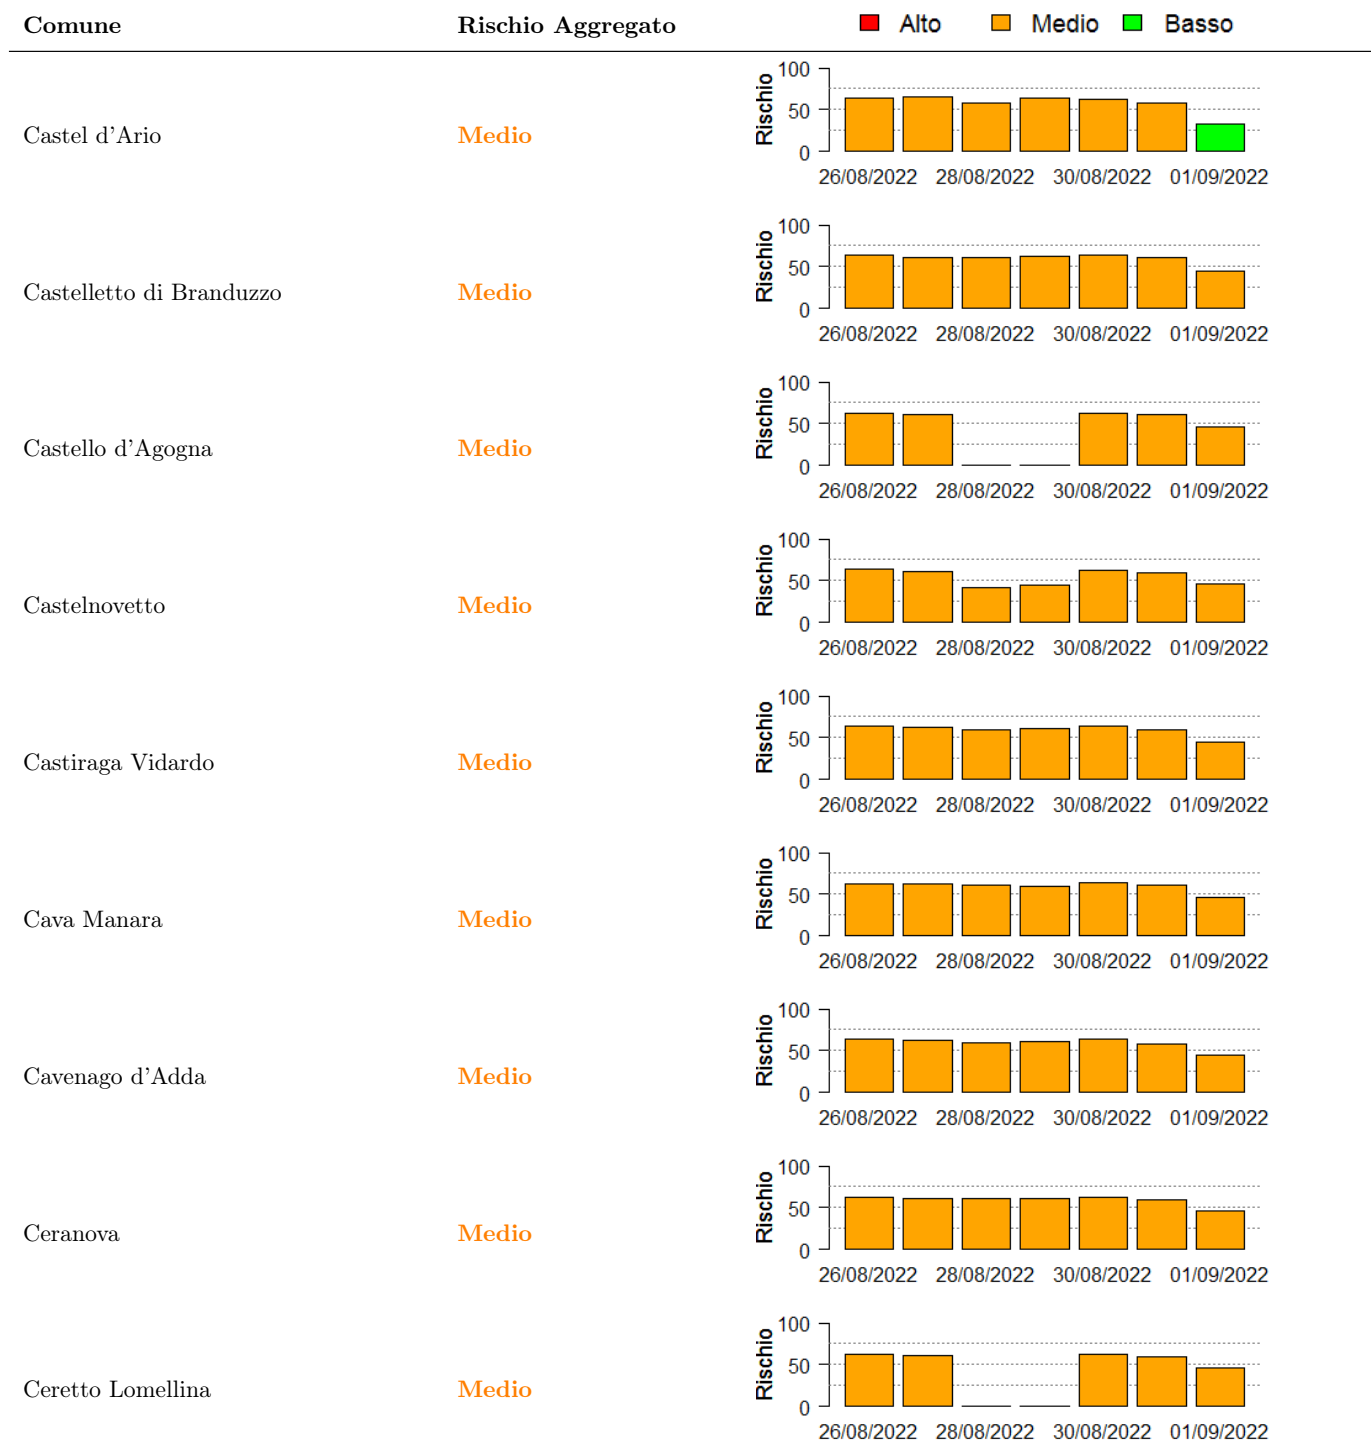 Comune Rischio Aggregato Alto Medio Basso
Castel d'Ario Medio
Rischio
100
50
0
26/08/2022 28/08/2022 30/08/2022 01/09/2022
Castelletto di Branduzzo Medio
Rischio
100
50
0
26/08/2022 28/08/2022 30/08/2022 01/09/2022
Castello d'Agogna Medio
Rischio
100
50
0
26/08/2022 28/08/2022 30/08/2022 01/09/2022
Castelnovetto Medio
Rischio
100
50
0
26/08/2022 28/08/2022 30/08/2022 01/09/2022
Castiraga Vidardo Medio
Rischio
100
50
0
26/08/2022 28/08/2022 30/08/2022 01/09/2022
Cava Manara Medio
Rischio
100
50
0
26/08/2022 28/08/2022 30/08/2022 01/09/2022
Cavenago d'Adda Medio
Rischio
100
50
0
26/08/2022 28/08/2022 30/08/2022 01/09/2022
Ceranova Medio
Rischio
100
50
0
26/08/2022 28/08/2022 30/08/2022 01/09/2022
Ceretto Lomellina Medio
Rischio
100
50
0
26/08/2022 28/08/2022 30/08/2022 01/09/2022